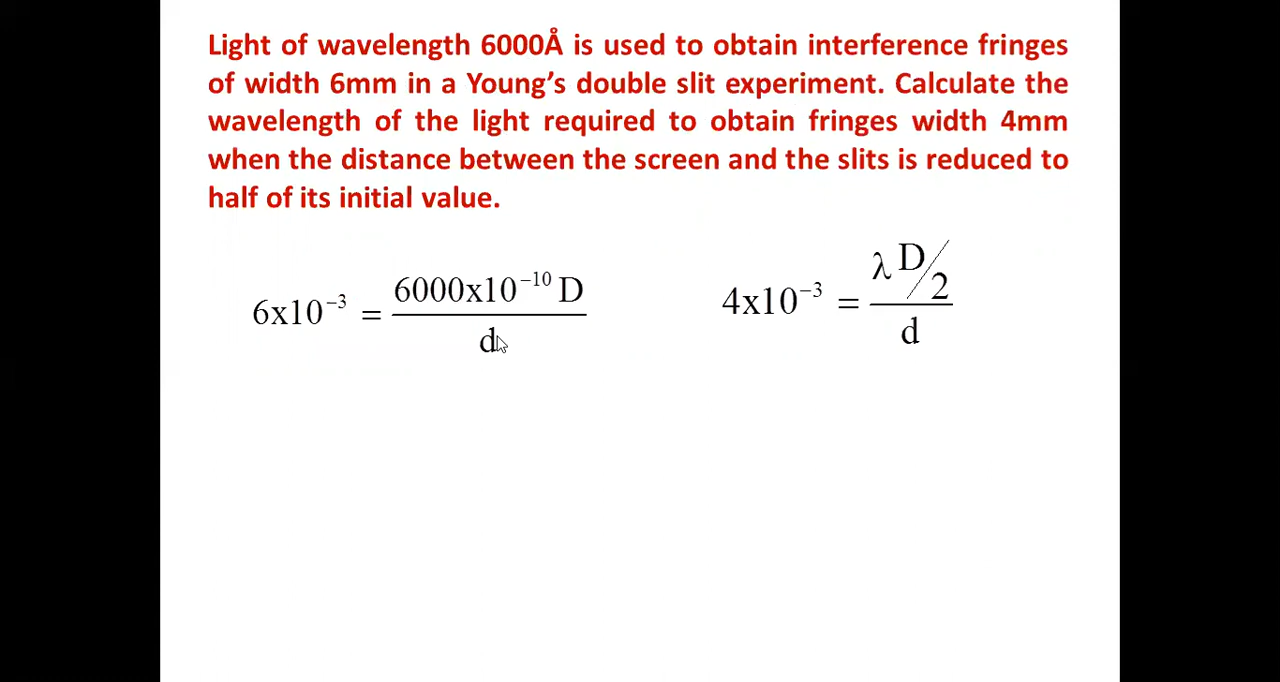 Light of wavelength 6000Å is used to obtain interference fringes
of width 6mm in a Young’s double slit experiment. Calculate the
wavelength of the light required to obtain fringes width 4mm
when the distance between the screen and the slits is reduced to
half of its initial value.
6x10⁻³ = 6000x10⁻¹⁰ D / d
4x10⁻³ = λ D/2 / d